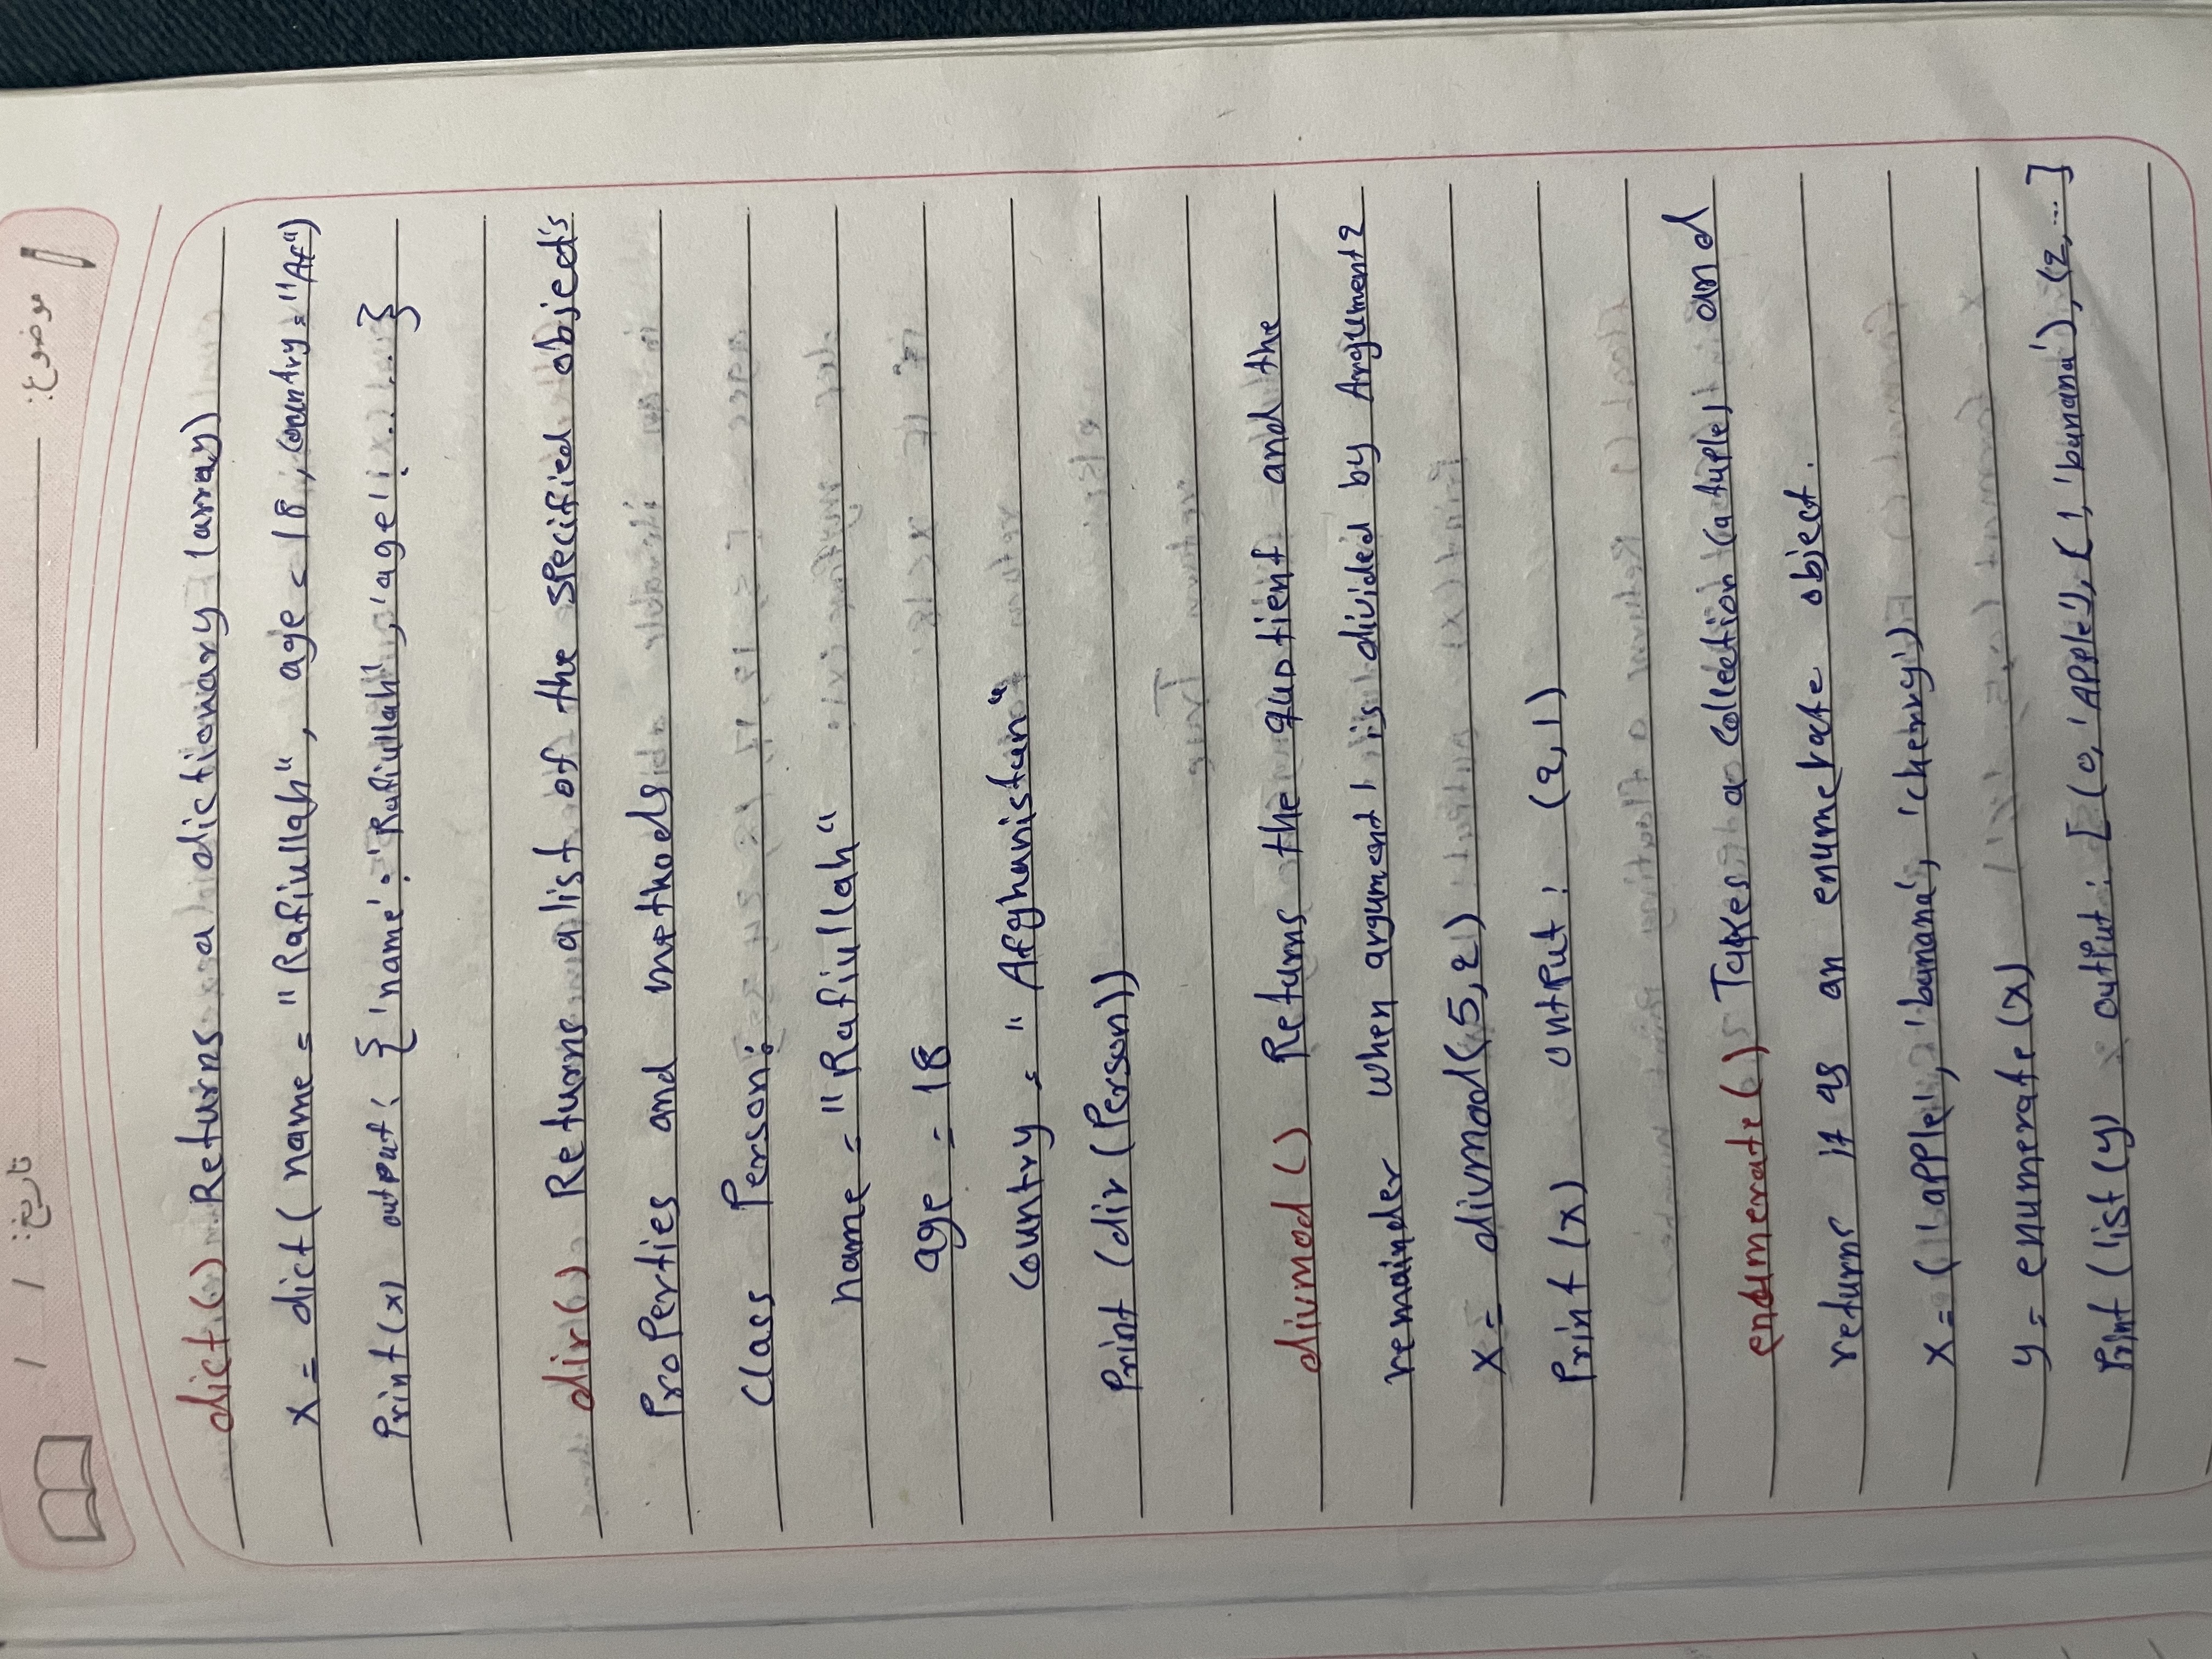 موضوع: تاریخ: / /
dict() Returns a dictionary (array)
x = dict( name = "Rafiullah", age = 18, country = "Af")
Print(x) output: { 'name': 'Rafiullah', 'age': ..... }
dir() Returns a list of the specified object's
Properties and methods
Class Person:
name = "Rafiullah"
age = 18
country = "Afghanistan"
Print (dir (Person))
divmod () Returns the quotient and the
remainder when argument 1 is divided by Argument 2
x = divmod(5,2)
Print (x) output: (2,1)
enumerate() Takes a collection (a tuple) and
returns it as an enumerate object.
x = ('apple', 'banana', 'cherry')
y = enumerate (x)
Print (list (y) output: [(0, 'Apple'), (1, 'banana'), (2, ... ]